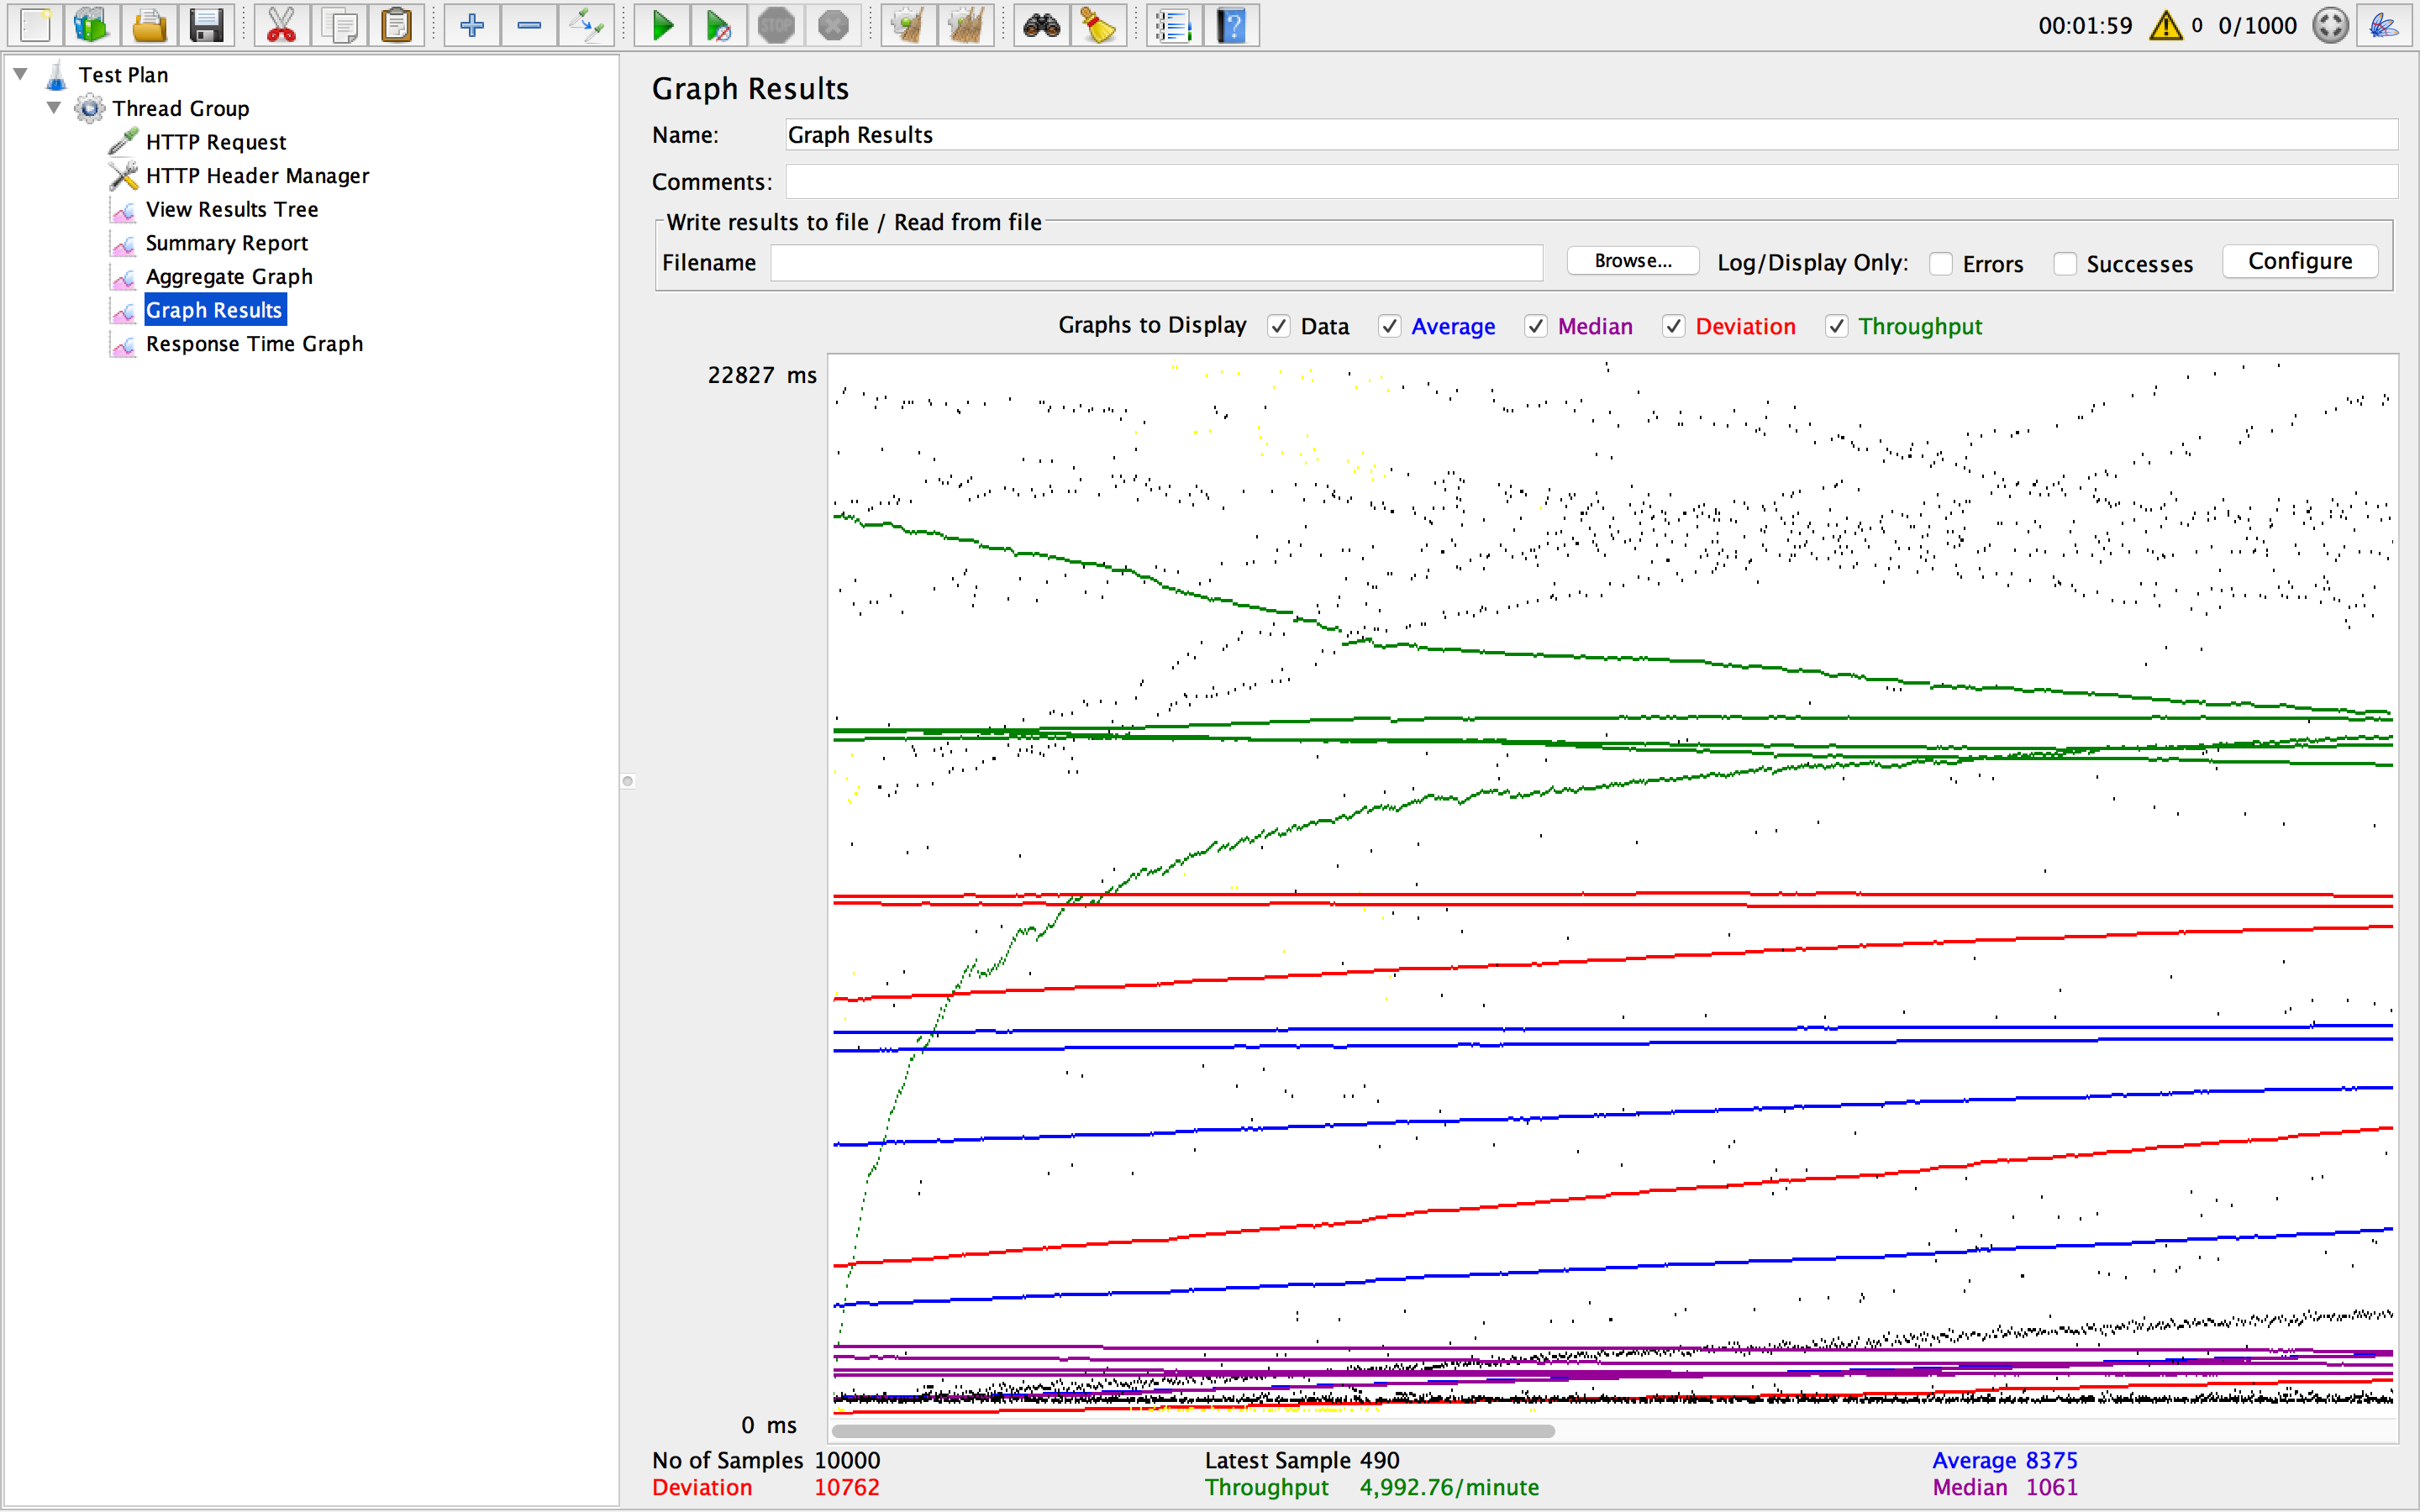 STOP
?
00:01:59 0 0/1000
Test Plan
Thread Group
HTTP Request
HTTP Header Manager
View Results Tree
Summary Report
Aggregate Graph
Graph Results
Response Time Graph
Graph Results
Name: Graph Results
Comments:
Write results to file / Read from file
Filename Browse... Log/Display Only: Errors Successes Configure
Graphs to Display Data Average Median Deviation Throughput
22827 ms
0 ms
No of Samples 10000 Latest Sample 490 Average 8375
Deviation 10762 Throughput 4,992.76/minute Median 1061